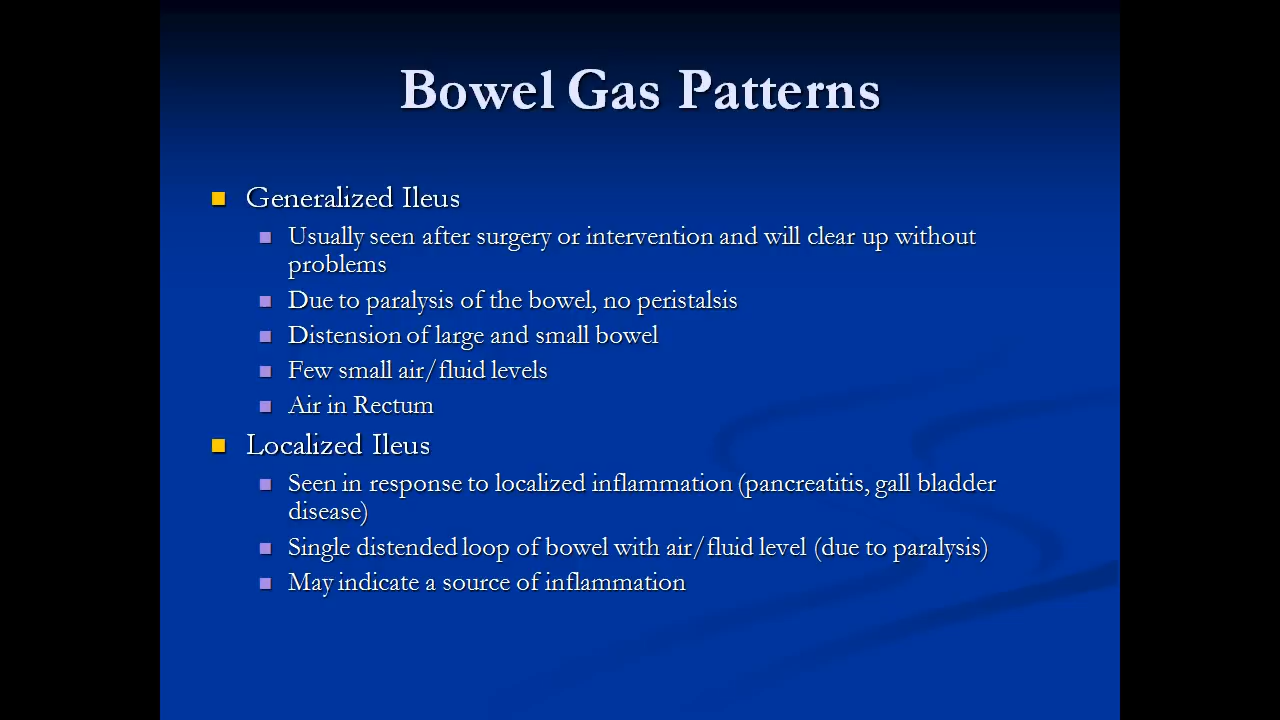 Bowel Gas Patterns
Generalized Ileus
Usually seen after surgery or intervention and will clear up without
problems
Due to paralysis of the bowel, no peristalsis
Distension of large and small bowel
Few small air/fluid levels
Air in Rectum
Localized Ileus
Seen in response to localized inflammation (pancreatitis, gall bladder
disease)
Single distended loop of bowel with air/fluid level (due to paralysis)
May indicate a source of inflammation